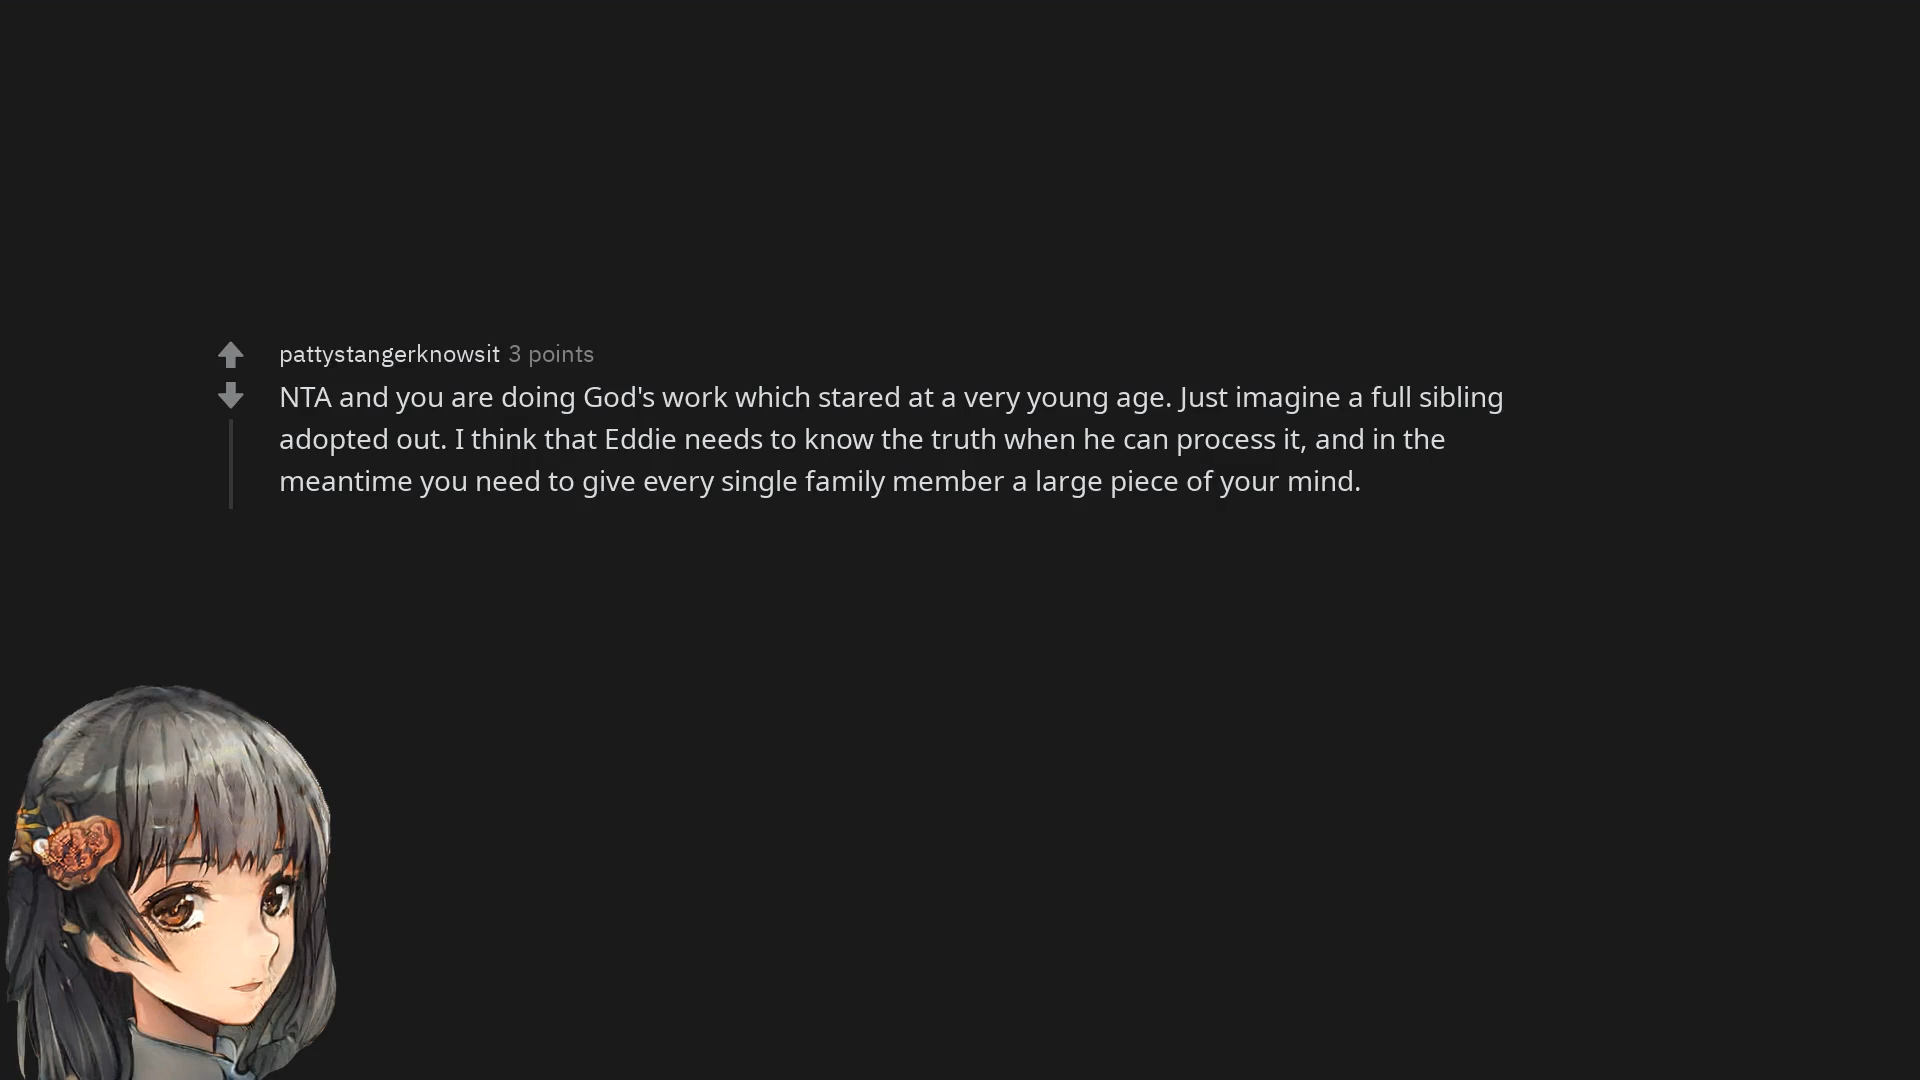 pattystangerknowsit 3 points
NTA and you are doing God's work which stared at a very young age. Just imagine a full sibling
adopted out. I think that Eddie needs to know the truth when he can process it, and in the
meantime you need to give every single family member a large piece of your mind.